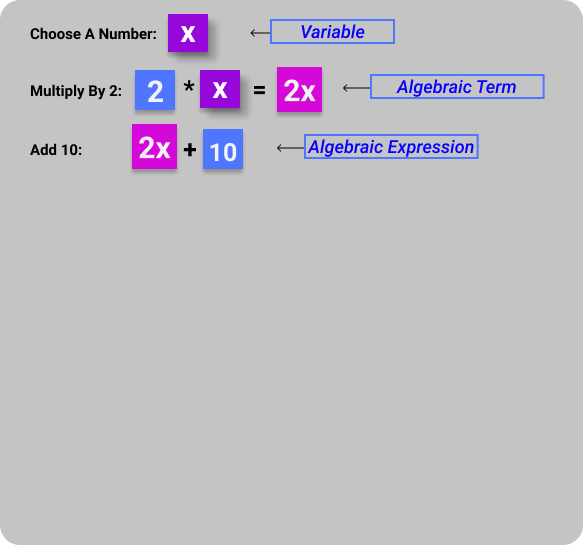 Choose A Number: x Variable
Multiply By 2: 2 * x = 2x Algebraic Term
Add 10: 2x + 10 Algebraic Expression